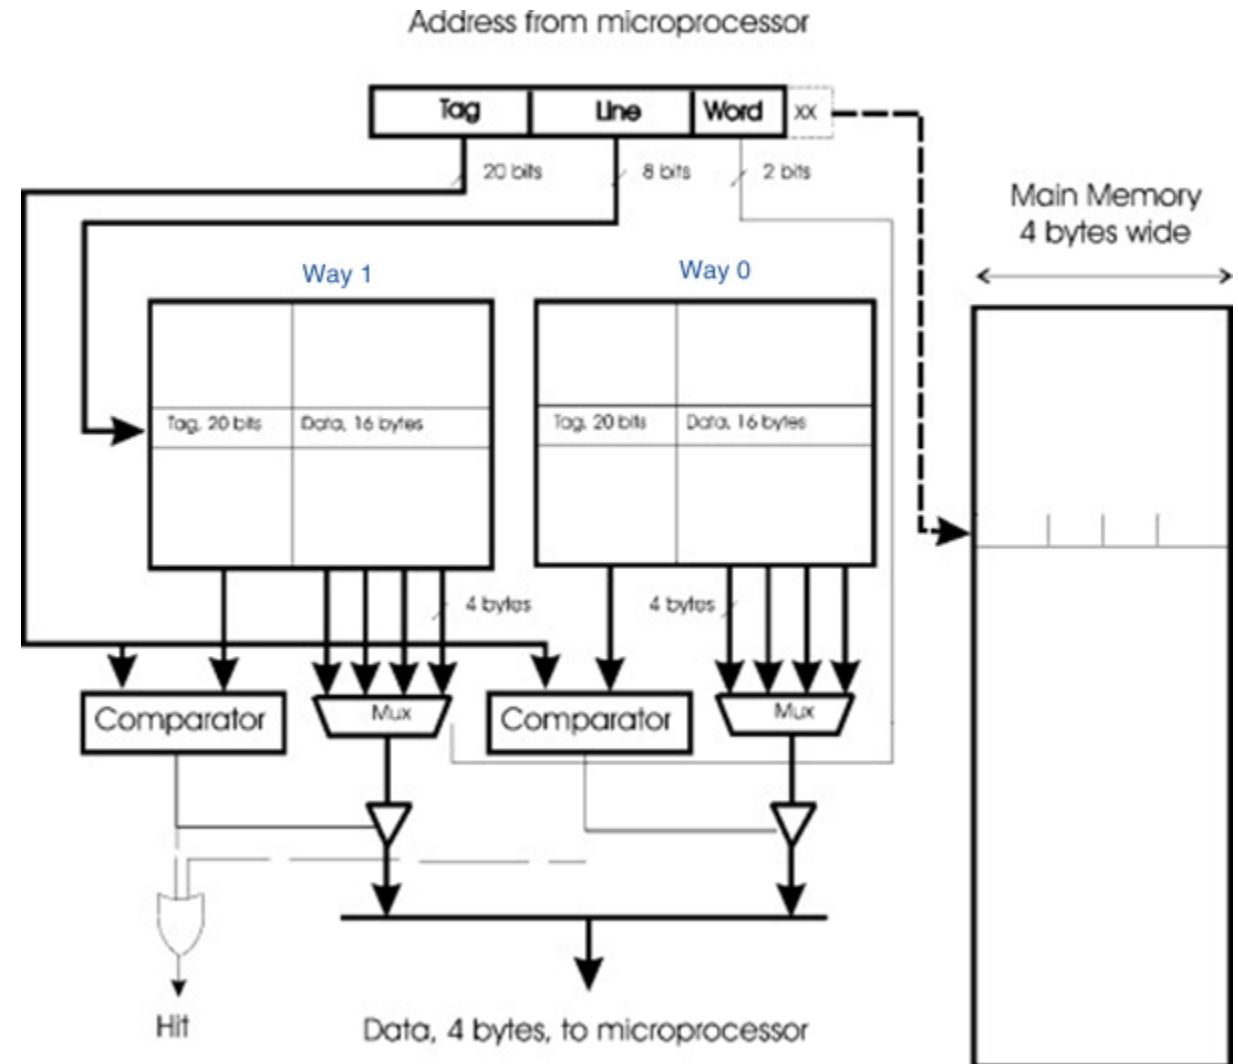 Address from microprocessor
Tag Line Word xx
20 bits 8 bits 2 bits
Main Memory
4 bytes wide
Way 1 Way 0
Tag, 20 bits Data, 16 bytes Tag, 20 bits Data, 16 bytes
4 bytes 4 bytes
Comparator Mux Comparator Mux
Hit Data, 4 bytes, to microprocessor